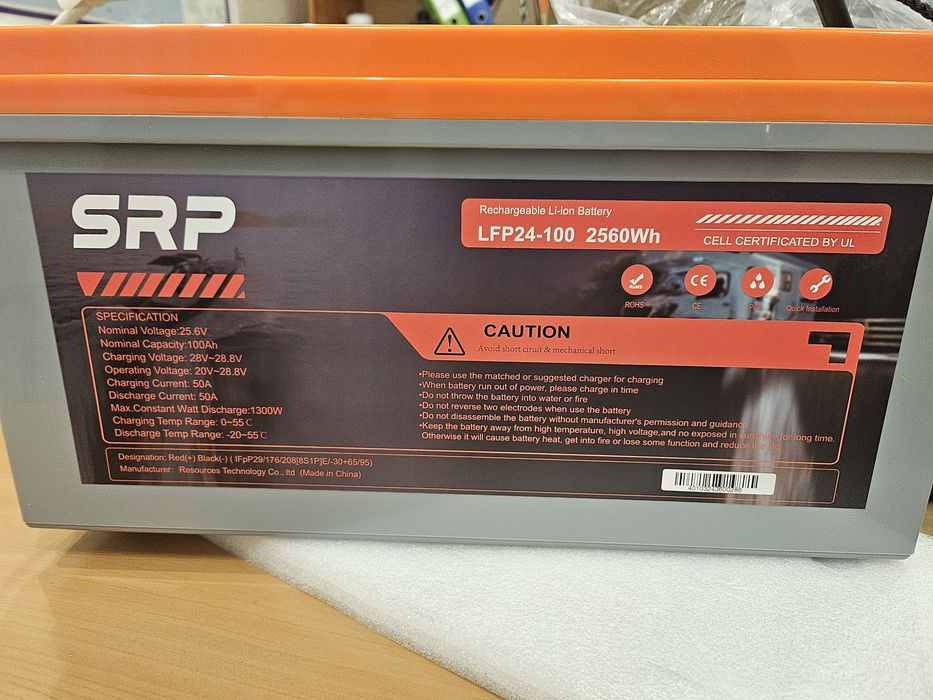 SRP
Rechargeable Li-ion Battery
LFP24-100 2560Wh
CELL CERTIFICATED BY UL
RoHS
CE
ROHS
CE
Quick Installation
SPECIFICATION
Nominal Voltage:25.6V
Nominal Capacity:100Ah
Charging Voltage: 28V~28.8V
Operating Voltage: 20V~28.8V
Charging Current: 50A
Discharge Current: 50A
Max.Constant Watt Discharge:1300W
Charging Temp Range: 0~55℃
Discharge Temp Range: -20~55℃
CAUTION
Avoid short ciruit & mechanical short
•Please use the matched or suggested charger for charging
•When battery run out of power, please charge in time
•Do not throw the battery into water or fire
•Do not reverse two electrodes when use the battery
•Do not disassemble the battery without manufacturer's permission and guidance
•Keep the battery away from high temperature, high voltage,and no exposed in sunshine for long time.
Otherwise it will cause battery heat, get into fire or lose some function and reduce the life
Designation: Red(+) Black(-) ( IFpP29/176/208[8S1P]E/-30+65/95)
Manufacturer: Resources Technology Co., ltd (Made in China)